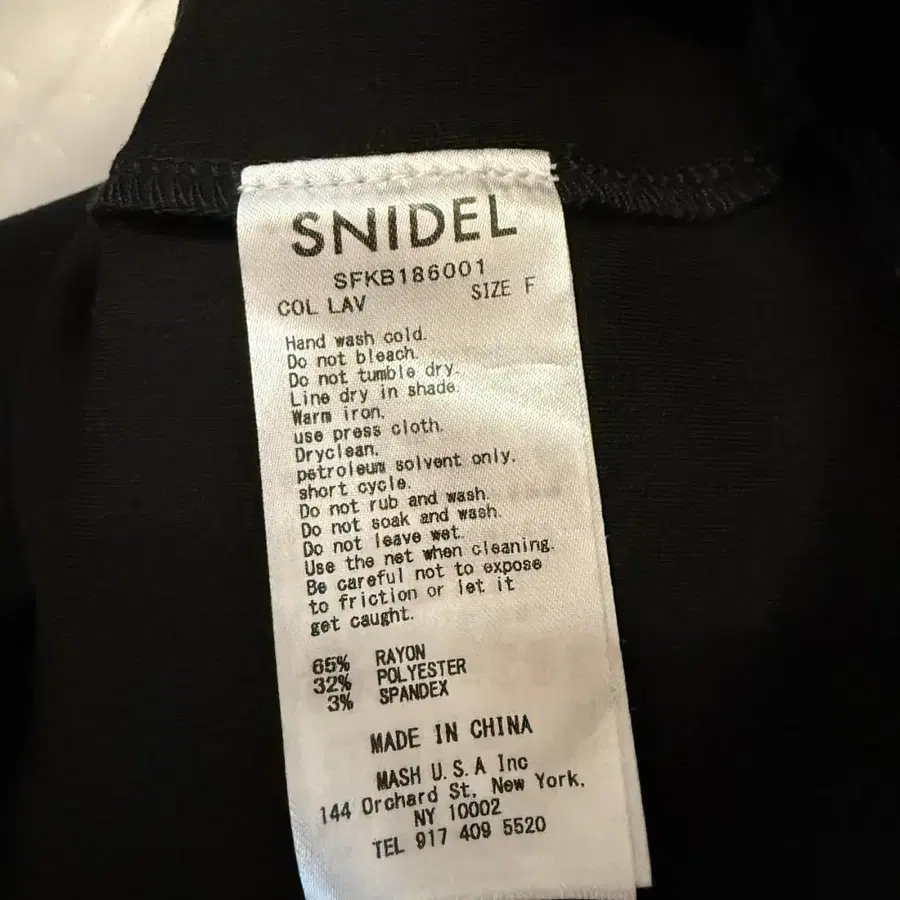 SNIDEL
SFKB186001
COL LAV SIZE F
Hand wash cold.
Do not bleach.
Do not tumble dry.
Line dry in shade.
Warm iron.
use press cloth.
Dryclean.
petroleum solvent only.
short cycle.
Do not rub and wash.
Do not soak and wash.
Do not leave wet.
Use the net when cleaning.
Be careful not to expose
to friction or let it
get caught.
65% RAYON
32% POLYESTER
3% SPANDEX
MADE IN CHINA
MASH U.S.A Inc
144 Orchard St. New York,
NY 10002
TEL 917 409 5520